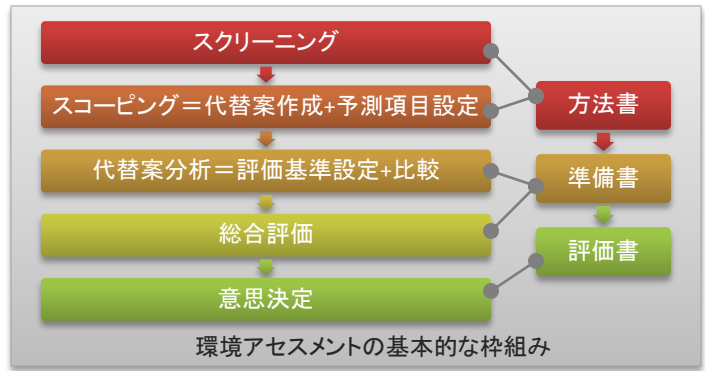 スクリーニング
スコーピング＝代替案作成+予測項目設定
代替案分析＝評価基準設定+比較
総合評価
意思決定
方法書
準備書
評価書
環境アセスメントの基本的な枠組み